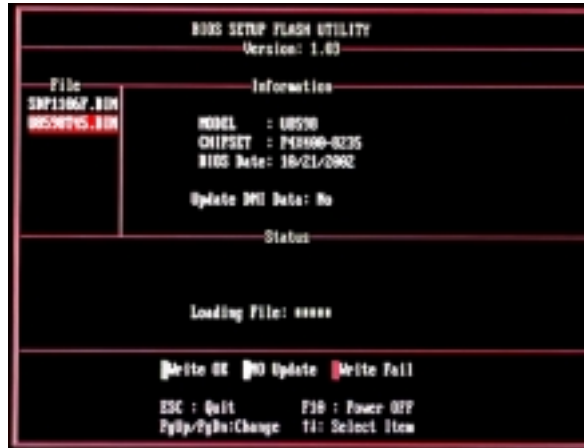 BIOS SETUP FLASH UTILITY
Version: 1.03
File
Information
MODEL : U8598
CHIPSET : P4X400-8235
BIOS Date: 10/21/2002
Update DMI Data: No
Status
Loading File:
Write OK NO Update Write Fail
ESC : Quit F10 : Power OFF
PgUp/PgDn:Change ↑↓: Select Item